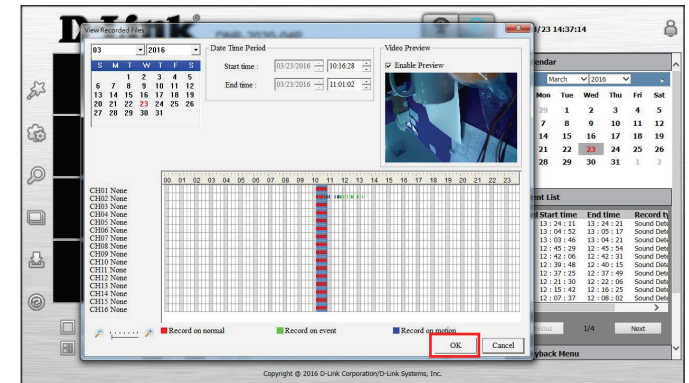 D-Link
DNR-2020-04P
/23 14:37:14
View Recorded Files
03 2016
S M T W T F S
1 2 3 4 5
6 7 8 9 10 11 12
13 14 15 16 17 18 19
20 21 22 23 24 25 26
27 28 29 30 31
Date Time Period
Start time : 03/23/2016 10:16:28
End time : 03/23/2016 11:01:02
Video Preview
Enable Preview
endar
March 2016
Mon Tue Wed Thu Fri Sat
29 1 2 3 4 5
7 8 9 10 11 12
14 15 16 17 18 19
21 22 23 24 25 26
28 29 30 31 1 2
00 01 02 03 04 05 06 07 08 09 10 11 12 13 14 15 16 17 18 19 20 21 22 23
CH01 None
CH02 None
CH03 None
CH04 None
CH05 None
CH06 None
CH07 None
CH08 None
CH09 None
CH10 None
CH11 None
CH12 None
CH13 None
CH14 None
CH15 None
CH16 None
ent List
Start time End time Record t
13 : 24 : 11 13 : 24 : 21 Sound Dete
13 : 04 : 52 13 : 05 : 17 Sound Dete
13 : 03 : 46 13 : 04 : 21 Sound Dete
12 : 45 : 29 12 : 45 : 54 Sound Dete
12 : 42 : 06 12 : 42 : 31 Sound Dete
12 : 39 : 48 12 : 40 : 15 Sound Dete
12 : 37 : 25 12 : 37 : 49 Sound Dete
12 : 21 : 30 12 : 22 : 06 Sound Dete
12 : 15 : 42 12 : 16 : 25 Sound Dete
12 : 07 : 37 12 : 08 : 02 Sound Dete
Record on normal Record on event Record on motion
OK Cancel
1/4 Next
yback Menu
Copyright @ 2016 D-Link Corporation/D-Link Systems, Inc.